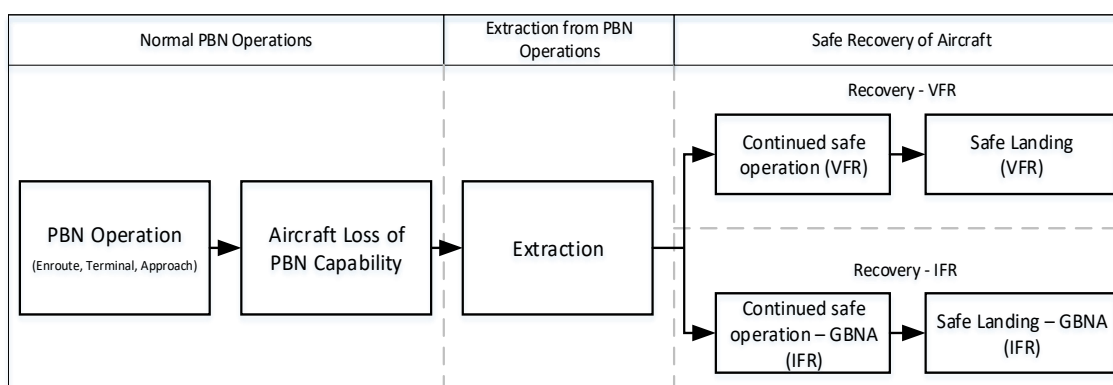 Normal PBN Operations
Extraction from PBN
Operations
Safe Recovery of Aircraft
PBN Operation
(Enroute, Terminal, Approach)
Aircraft Loss of
PBN Capability
Extraction
Recovery - VFR
Continued safe
operation (VFR)
Safe Landing
(VFR)
Recovery - IFR
Continued safe
operation – GBNA
(IFR)
Safe Landing – GBNA
(IFR)